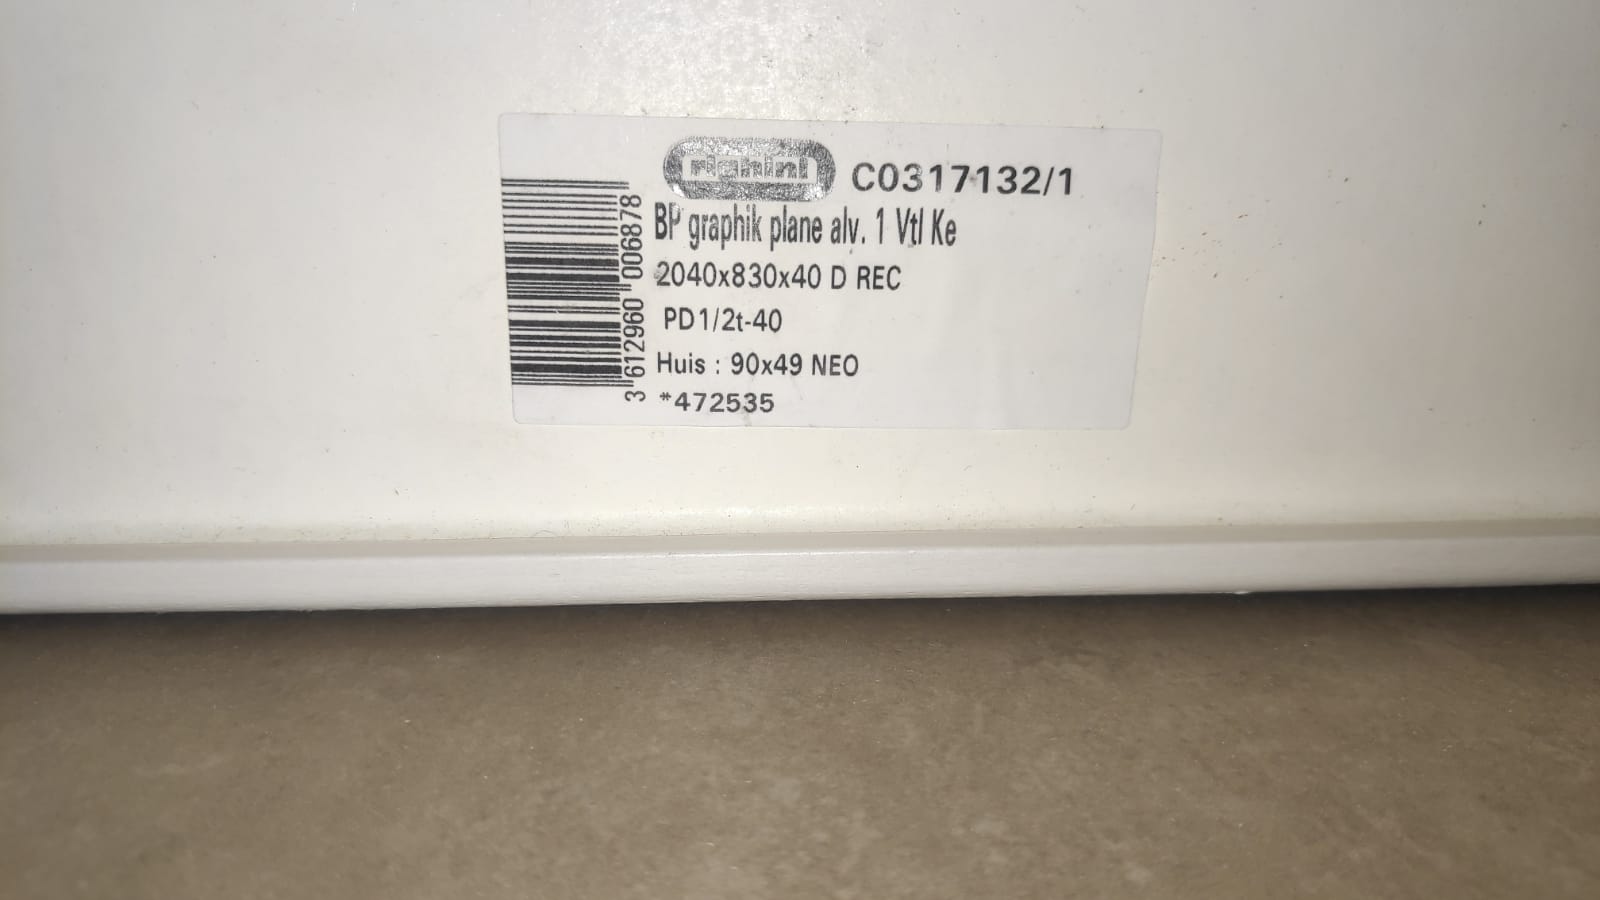 righini C0317132/1
BP graphik plane alv. 1 Vtl Ke
2040x830x40 D REC
PD1/2t-40
Huis : 90x49 NEO
*472535
3 612960 006878